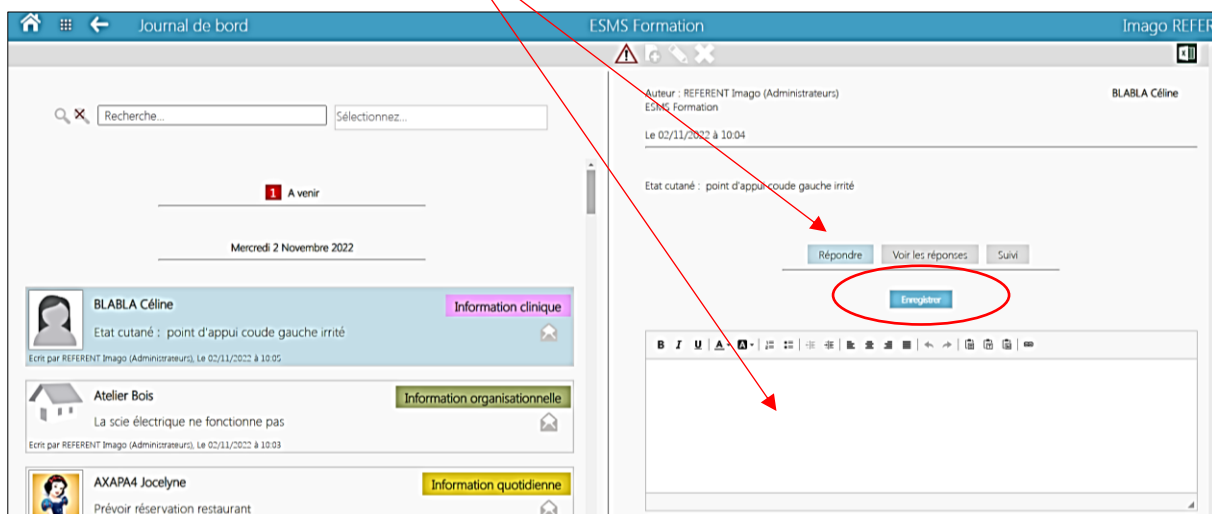 Journal de bord
ESMS Formation
Imago REFER
Recherche...
Sélectionnez...
1 A venir
Mercredi 2 Novembre 2022
BLABLA Céline
Information clinique
Etat cutané : point d'appui coude gauche irrité
Ecrit par REFERENT Imago (Administrateurs), Le 02/11/2022 à 10:05
Atelier Bois
Information organisationnelle
La scie électrique ne fonctionne pas
Ecrit par REFERENT Imago (Administrateurs), Le 02/11/2022 à 10:03
AXAPA4 Jocelyne
Information quotidienne
Prévoir réservation restaurant
Auteur : REFERENT Imago (Administrateurs)
BLABLA Céline
ESMS Formation
Le 02/11/2022 à 10:04
Etat cutané : point d'appui coude gauche irrité
Répondre
Voir les réponses
Suivi
Enregistrer
B I U A A